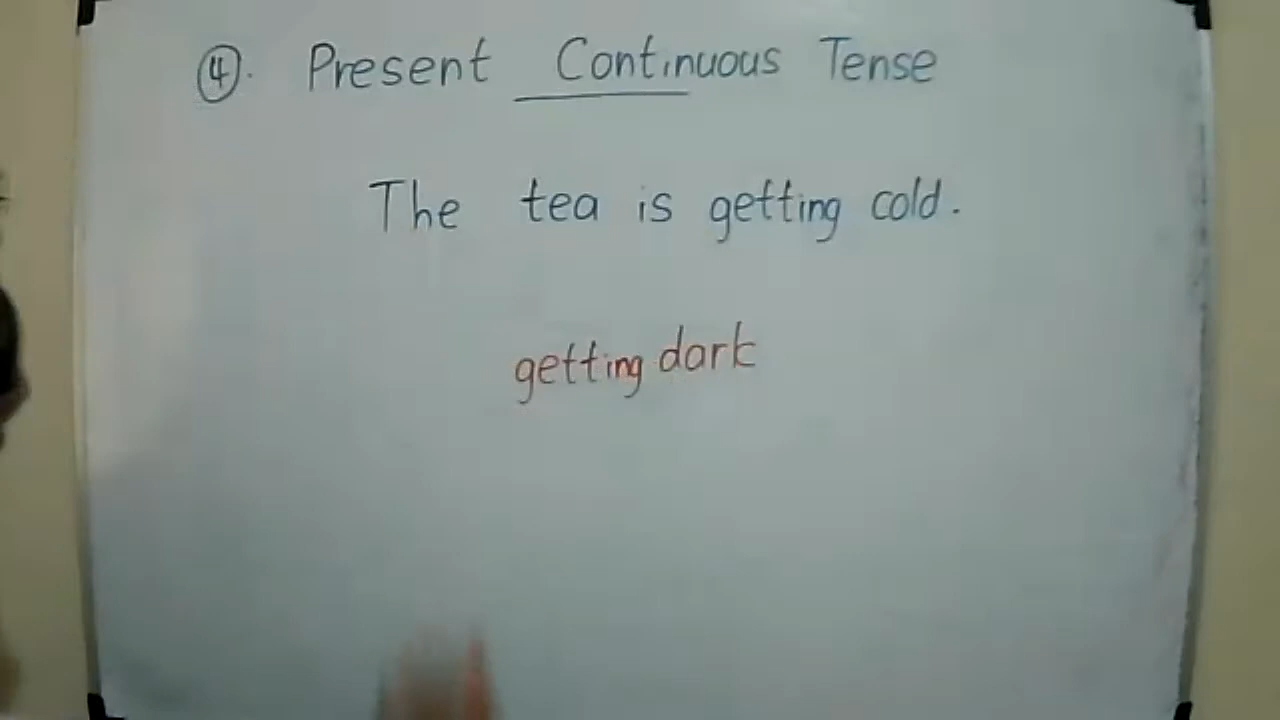 ④. Present Continuous Tense
The tea is getting cold.
getting dark